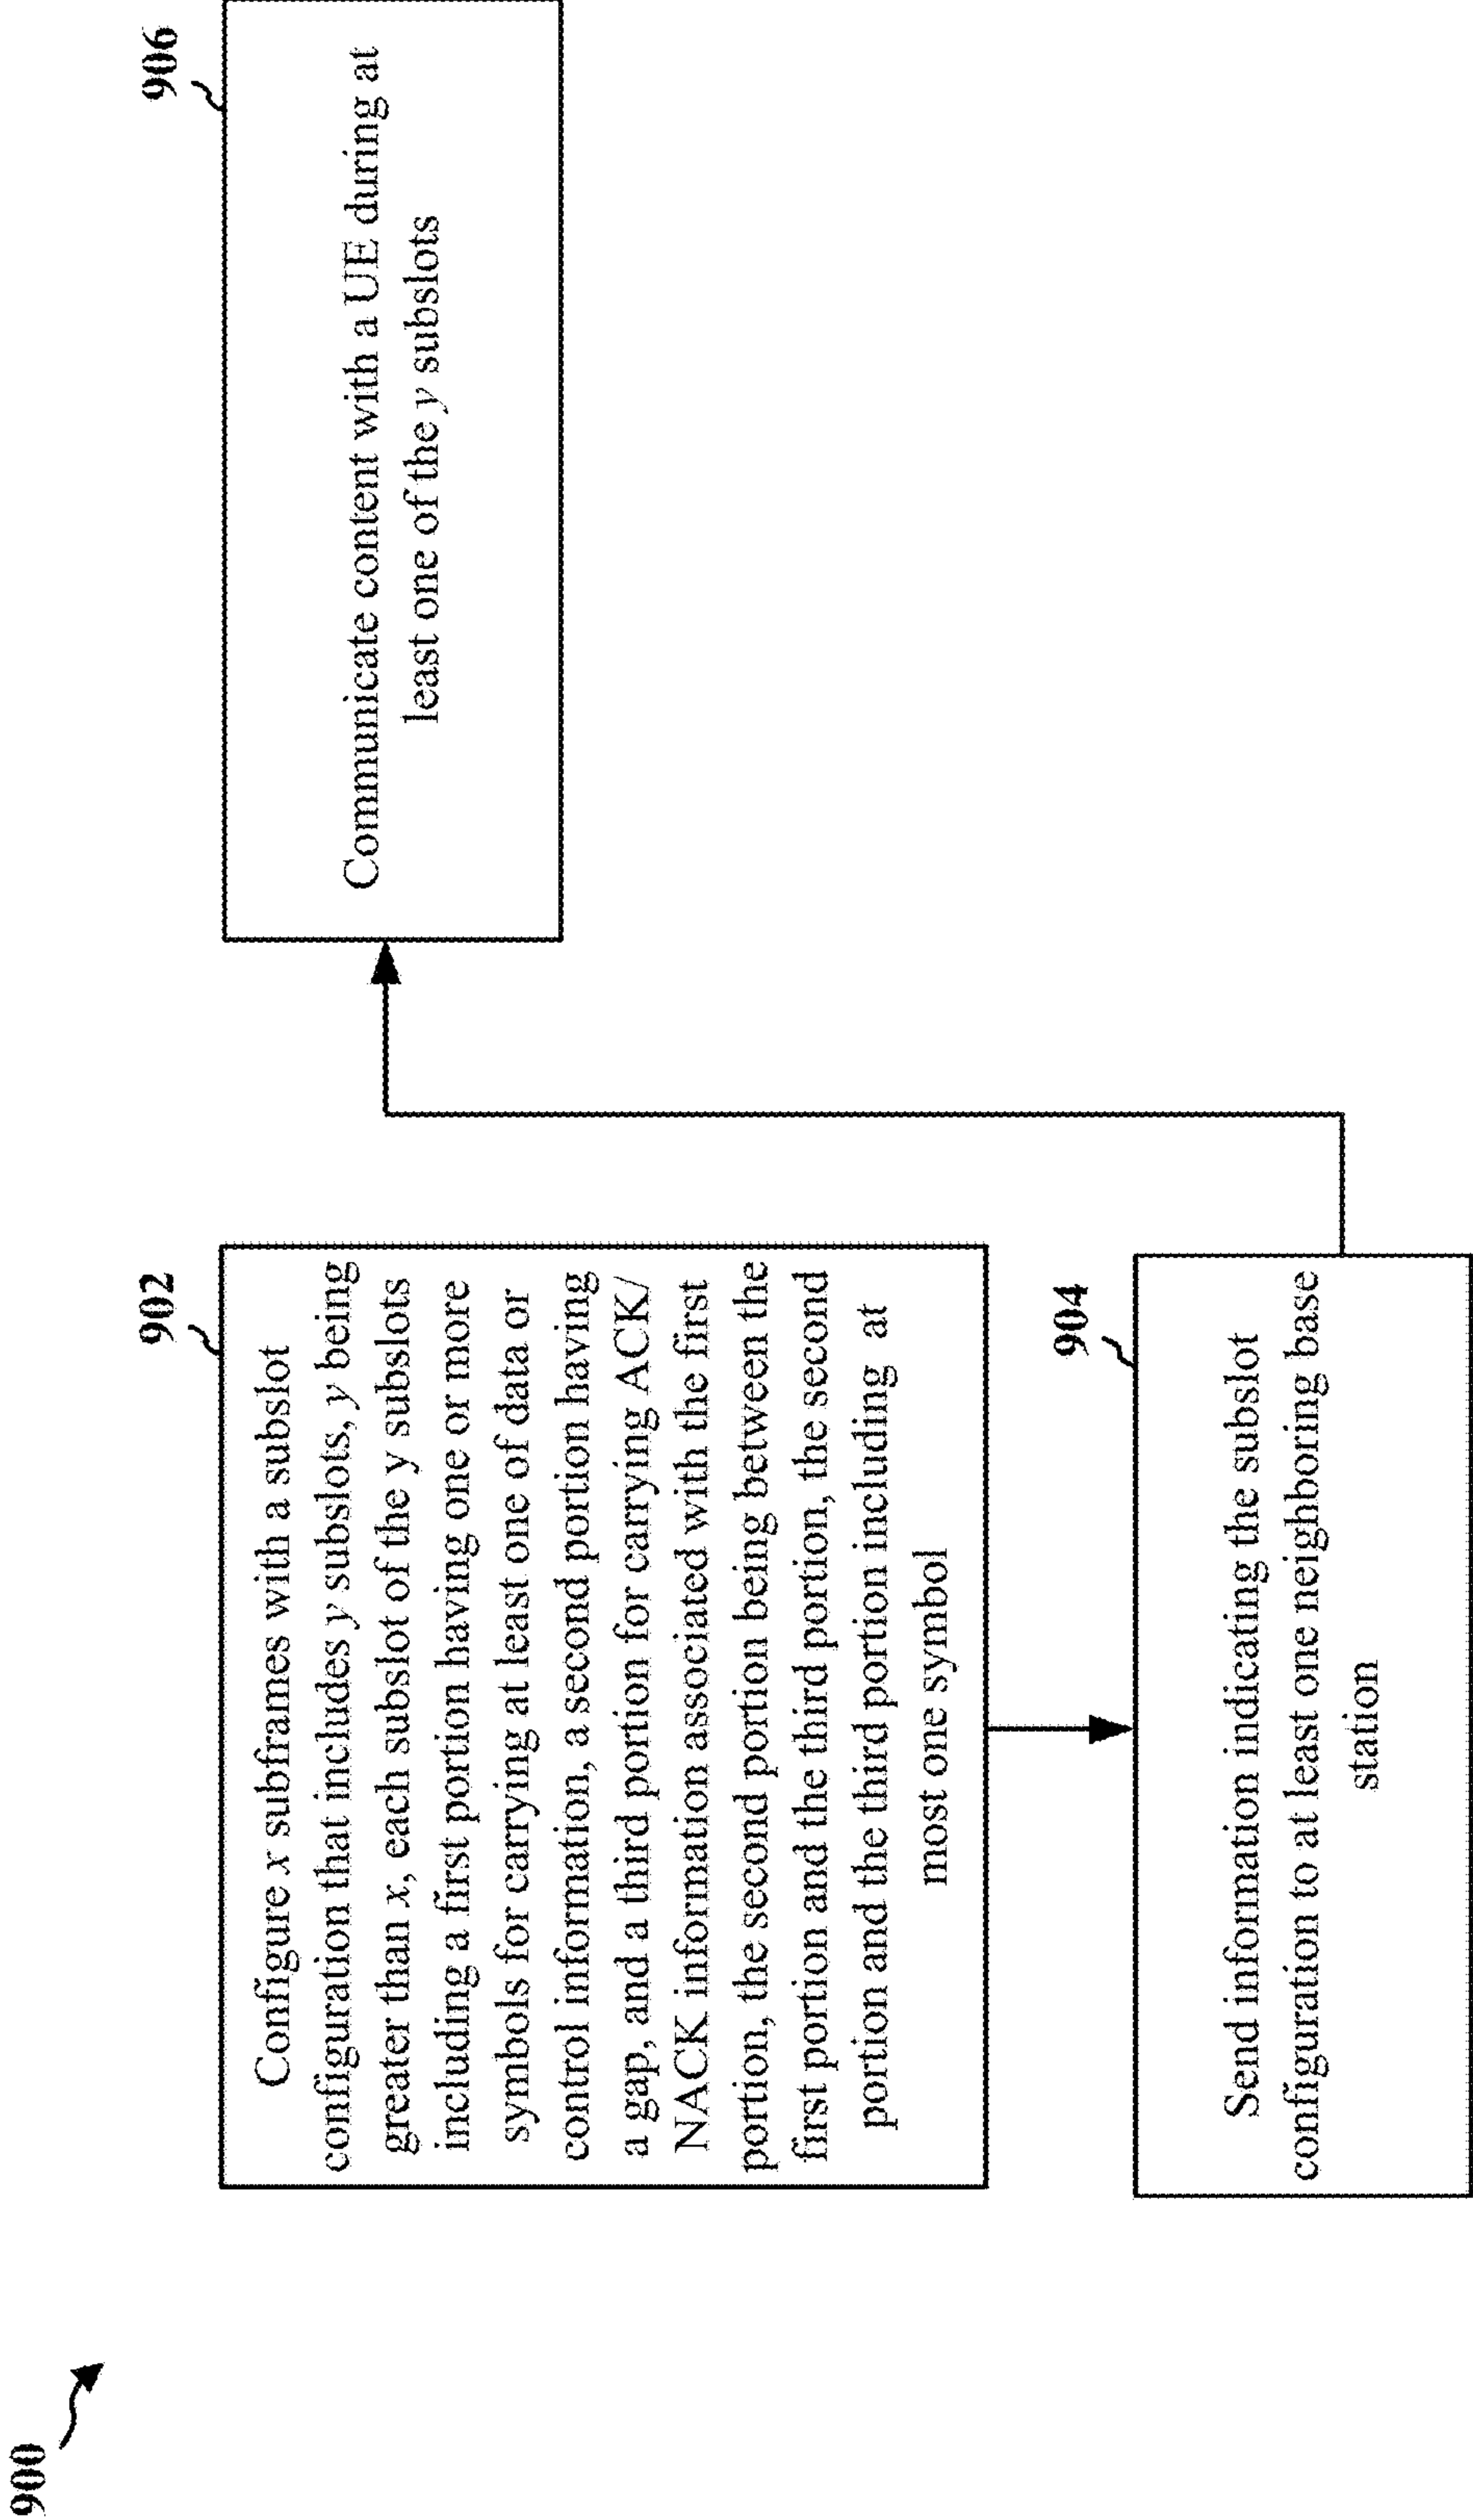 900
902
Configure x subframes with a subslot
configuration that includes y subslots, y being
greater than x, each subslot of the y subslots
including a first portion having one or more
symbols for carrying at least one of data or
control information, a second portion having
a gap, and a third portion for carrying ACK/
NACK information associated with the first
portion, the second portion being between the
first portion and the third portion, the second
portion and the third portion including at
most one symbol
904
Send information indicating the subslot
configuration to at least one neighboring base
station
906
Communicate content with a UE during at
least one of the y subslots